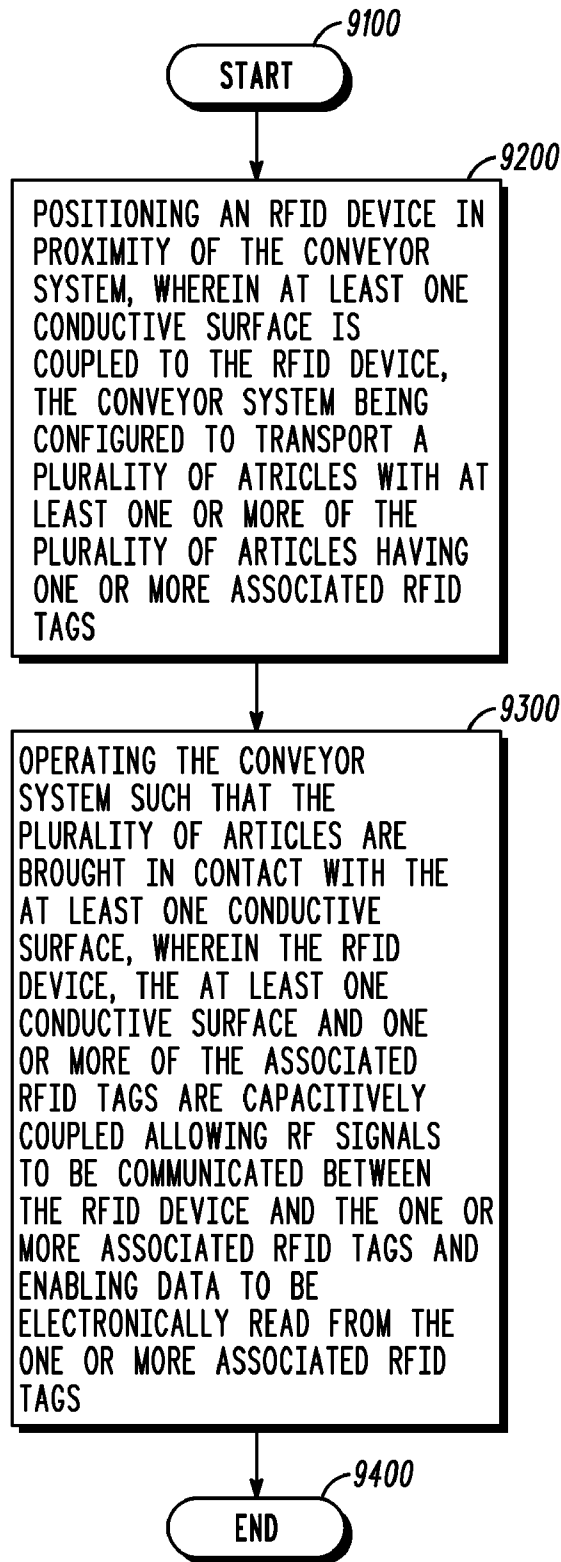 9100
START
9200
POSITIONING AN RFID DEVICE IN
PROXIMITY OF THE CONVEYOR
SYSTEM, WHEREIN AT LEAST ONE
CONDUCTIVE SURFACE IS
COUPLED TO THE RFID DEVICE,
THE CONVEYOR SYSTEM BEING
CONFIGURED TO TRANSPORT A
PLURALITY OF ATRICLES WITH AT
LEAST ONE OR MORE OF THE
PLURALITY OF ARTICLES HAVING
ONE OR MORE ASSOCIATED RFID
TAGS
9300
OPERATING THE CONVEYOR
SYSTEM SUCH THAT THE
PLURALITY OF ARTICLES ARE
BROUGHT IN CONTACT WITH THE
AT LEAST ONE CONDUCTIVE
SURFACE, WHEREIN THE RFID
DEVICE, THE AT LEAST ONE
CONDUCTIVE SURFACE AND ONE
OR MORE OF THE ASSOCIATED
RFID TAGS ARE CAPACITIVELY
COUPLED ALLOWING RF SIGNALS
TO BE COMMUNICATED BETWEEN
THE RFID DEVICE AND THE ONE OR
MORE ASSOCIATED RFID TAGS AND
ENABLING DATA TO BE
ELECTRONICALLY READ FROM THE
ONE OR MORE ASSOCIATED RFID
TAGS
9400
END